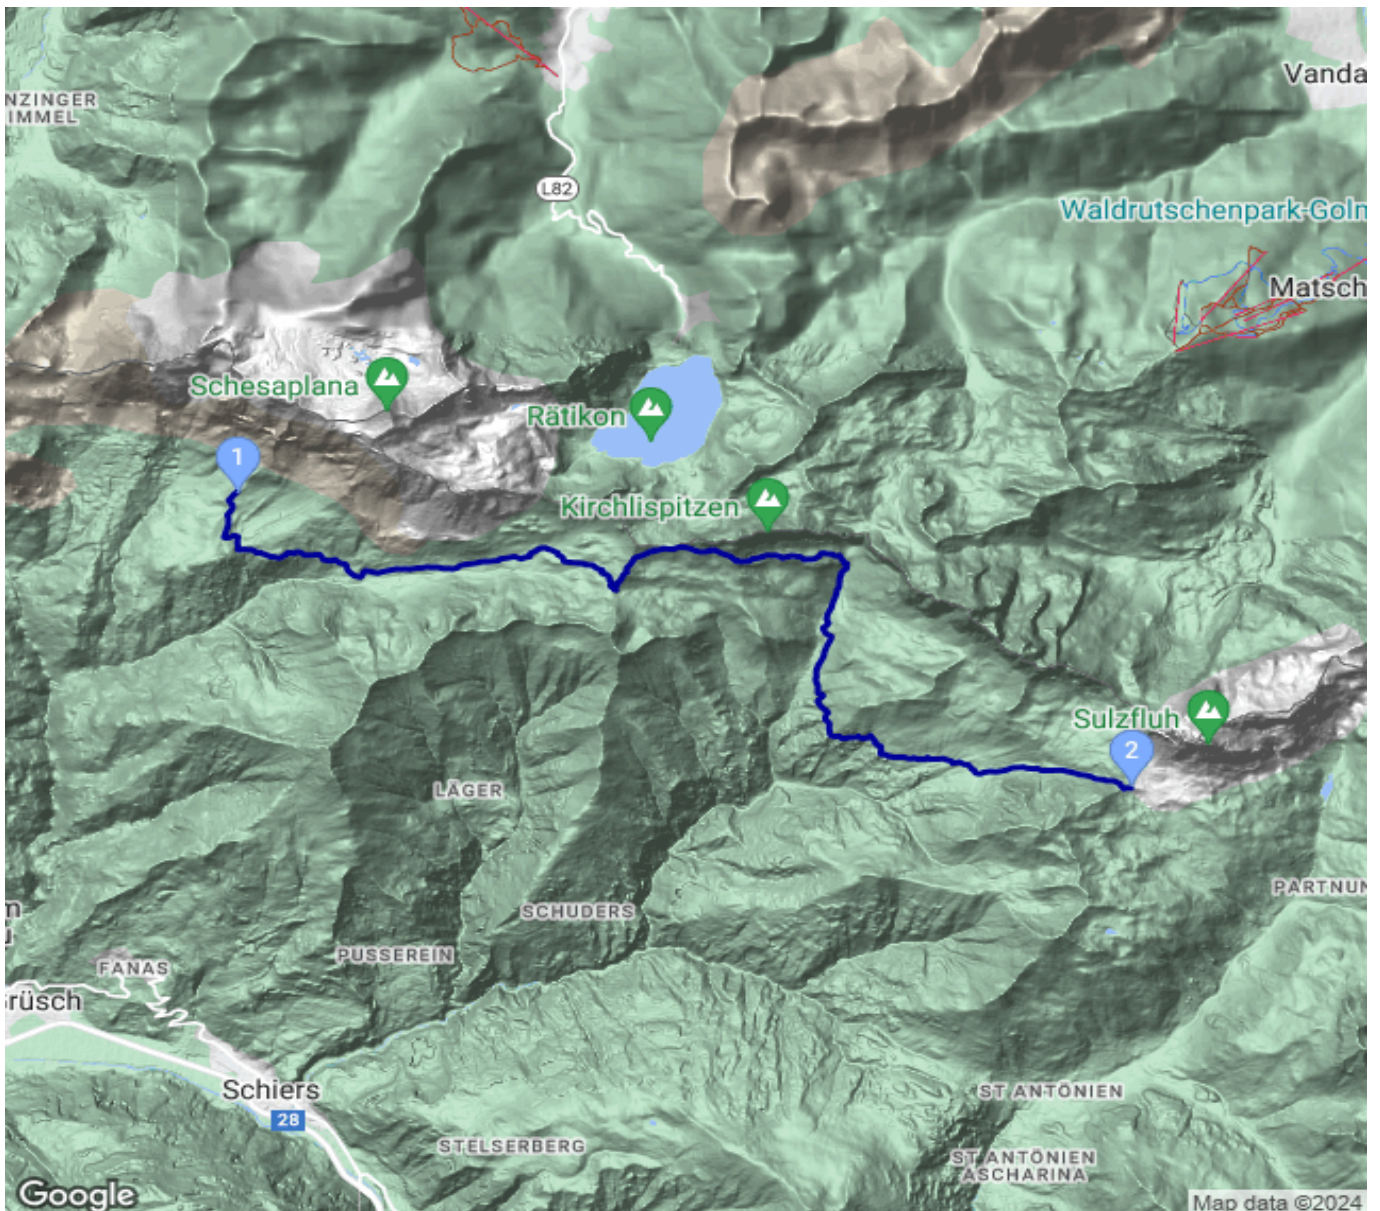 Vanda
NZINGER
IMMEL
L82
Waldrutschenpark-Goln
Matsch
Schesaplana
Rätikon
1
Kirchlispitzen
Sulzfluh
2
LÄGER
PARTNUN
SCHUDERS
PUSSEREIN
FANAS
rüsch
Schiers
28
ST ANTÖNIEN
STELSERBERG
ST ANTÖNIEN
ASCHARINA
Google
Map data ©2024